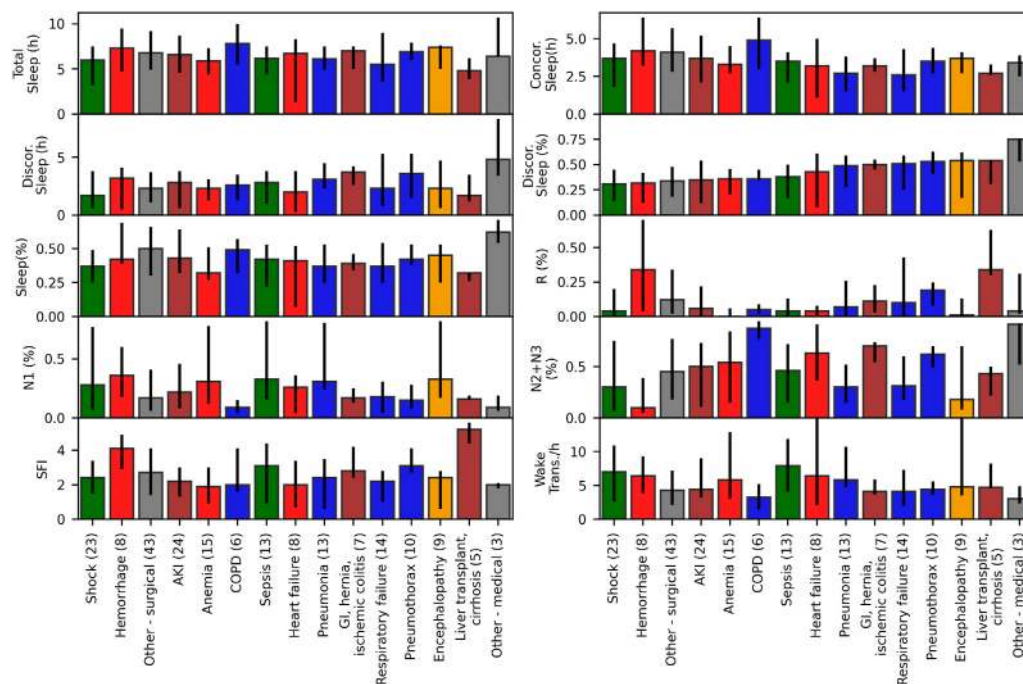 Total
Sleep (h)
10
5
0
Discor.
Sleep (h)
5
0
Sleep(%)
0.50
0.25
0.00
N1 (%)
0.5
0.0
SFI
4
2
0
Shock (23)
Hemorrhage (8)
Other - surgical (43)
AKI (24)
Anemia (15)
COPD (6)
Sepsis (13)
Heart failure (8)
Pneumonia (13)
GI, hernia,
ischemic colitis (7)
Respiratory failure (14)
Pneumothorax (10)
Encephalopathy (9)
Liver transplant,
cirrhosis (5)
Other - medical (3)
Concor.
Sleep(h)
5.0
2.5
0.0
Discor.
Sleep (%)
0.75
0.50
0.25
0.00
R (%)
0.50
0.25
0.00
N2+N3
(%)
0.5
0.0
Wake
Trans./h
10
5
0
Shock (23)
Hemorrhage (8)
Other - surgical (43)
AKI (24)
Anemia (15)
COPD (6)
Sepsis (13)
Heart failure (8)
Pneumonia (13)
GI, hernia,
ischemic colitis (7)
Respiratory failure (14)
Pneumothorax (10)
Encephalopathy (9)
Liver transplant,
cirrhosis (5)
Other - medical (3)